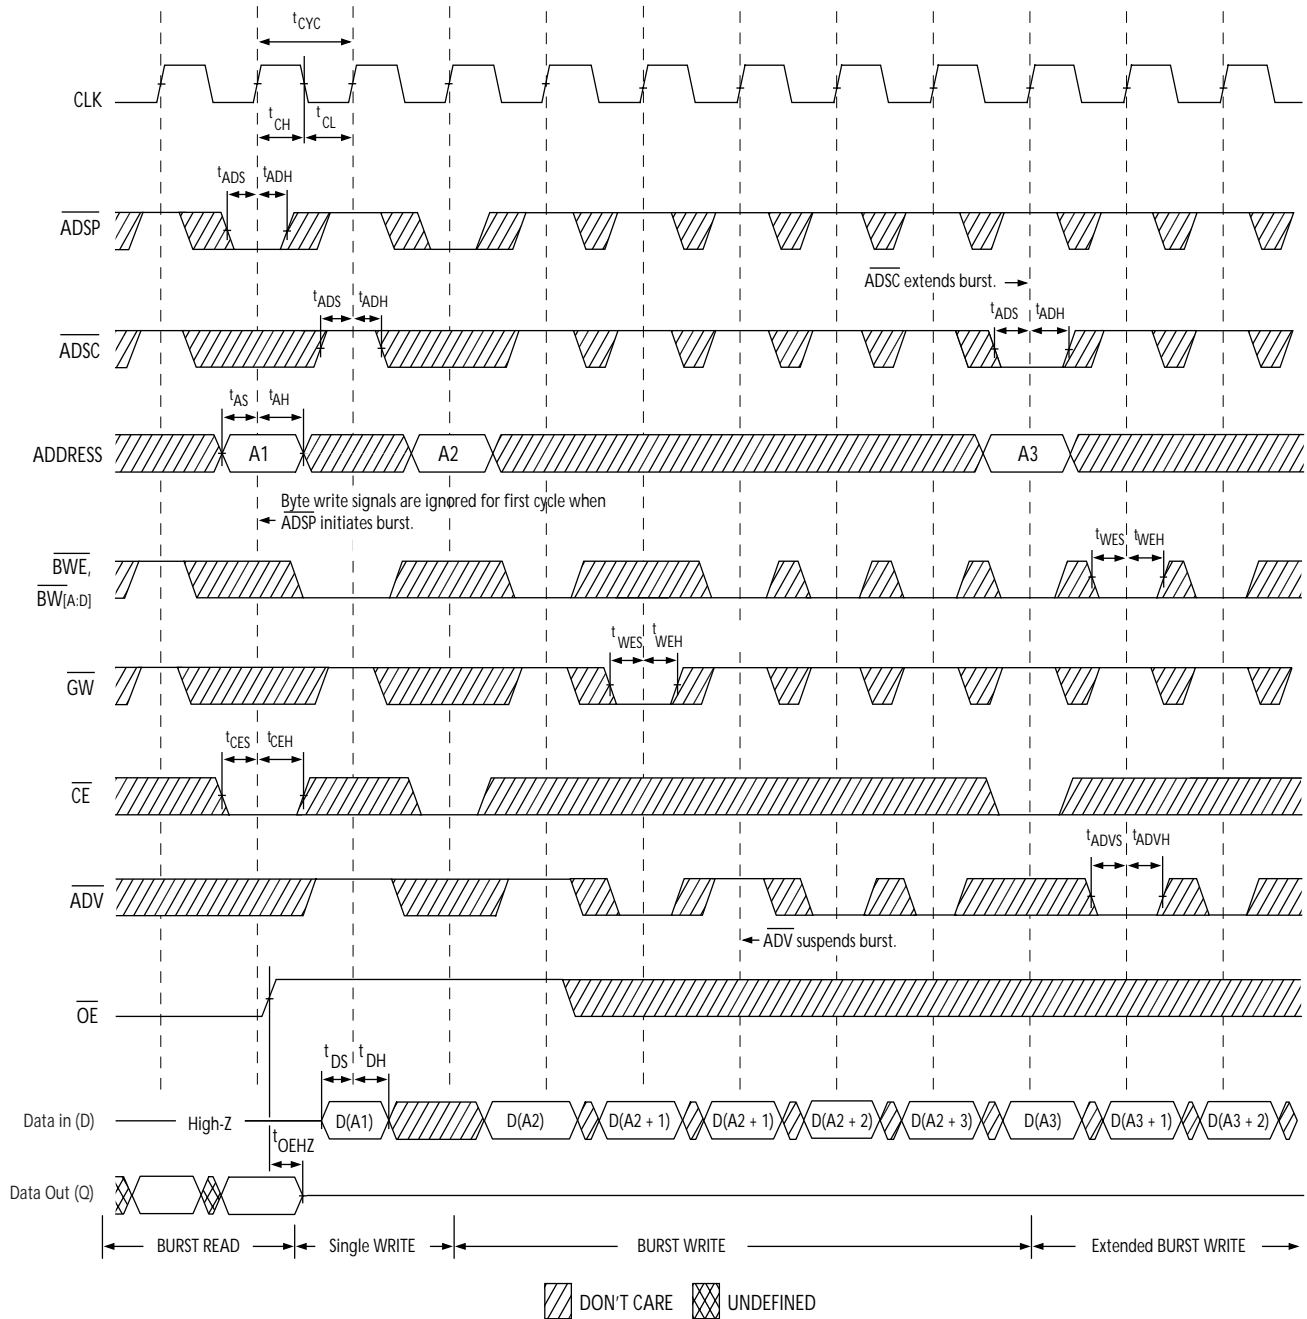 tCYC
CLK
tCH
tCL
tADS
tADH
ADSP
ADSC extends burst.
tADS
tADH
tADS
tADH
ADSC
tAS
tAH
ADDRESS
A1
A2
A3
Byte write signals are ignored for first cycle when
ADSP initiates burst.
tWES
tWEH
BWE,
BW[A:D]
tWES
tWEH
GW
tCES
tCEH
CE
tADVS
tADVH
ADV
ADV suspends burst.
OE
tDS
tDH
Data in (D)
High-Z
D(A1)
D(A2)
D(A2 + 1)
D(A2 + 1)
D(A2 + 2)
D(A2 + 3)
D(A3)
D(A3 + 1)
D(A3 + 2)
tOEHZ
Data Out (Q)
BURST READ
Single WRITE
BURST WRITE
Extended BURST WRITE
DON'T CARE
UNDEFINED